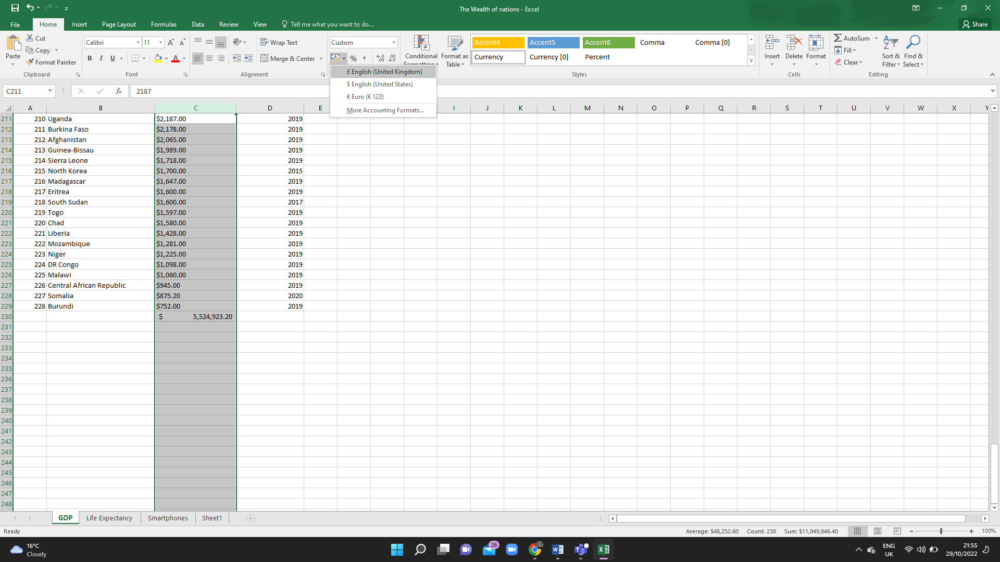 The Wealth of nations - Excel
File Home Insert Page Layout Formulas Data Review View Tell me what you want to do... Share
Paste
Cut
Copy
Format Painter
Clipboard
Calibri 11
B I U A
Font
Wrap Text
Merge & Center
Alignment
Custom
%
Conditional
Formatting
Format as
Table
Accent4 Accent5 Accent6 Comma Comma [0]
Currency Currency [0] Percent
Styles
Insert Delete Format
Cells
AutoSum
Fill
Clear
Sort &
Filter
Find &
Select
Editing
£ English (United Kingdom)
$ English (United States)
€ Euro (€ 123)
More Accounting Formats...
C211 fx 2187
A B C D E I J K L M N O P Q R S T U V W X Y
211 210 Uganda $2,187.00 2019
212 211 Burkina Faso $2,178.00 2019
213 212 Afghanistan $2,065.00 2019
214 213 Guinea-Bissau $1,989.00 2019
215 214 Sierra Leone $1,718.00 2019
216 215 North Korea $1,700.00 2015
217 216 Madagascar $1,647.00 2019
218 217 Eritrea $1,600.00 2019
219 218 South Sudan $1,600.00 2017
220 219 Togo $1,597.00 2019
221 220 Chad $1,580.00 2019
222 221 Liberia $1,428.00 2019
223 222 Mozambique $1,281.00 2019
224 223 Niger $1,225.00 2019
225 224 DR Congo $1,098.00 2019
226 225 Malawi $1,060.00 2019
227 226 Central African Republic $945.00 2019
228 227 Somalia $875.20 2020
229 228 Burundi $752.00 2019
230 $ 5,524,923.20
231
232
233
234
235
236
237
238
239
240
241
242
243
244
245
246
247
248
GDP Life Expectancy Smartphones Sheet1
Ready Average: $48,252.60 Count: 230 Sum: $11,049,846.40 100%
16°C
Cloudy
26
ENG
UK
21:55
29/10/2022